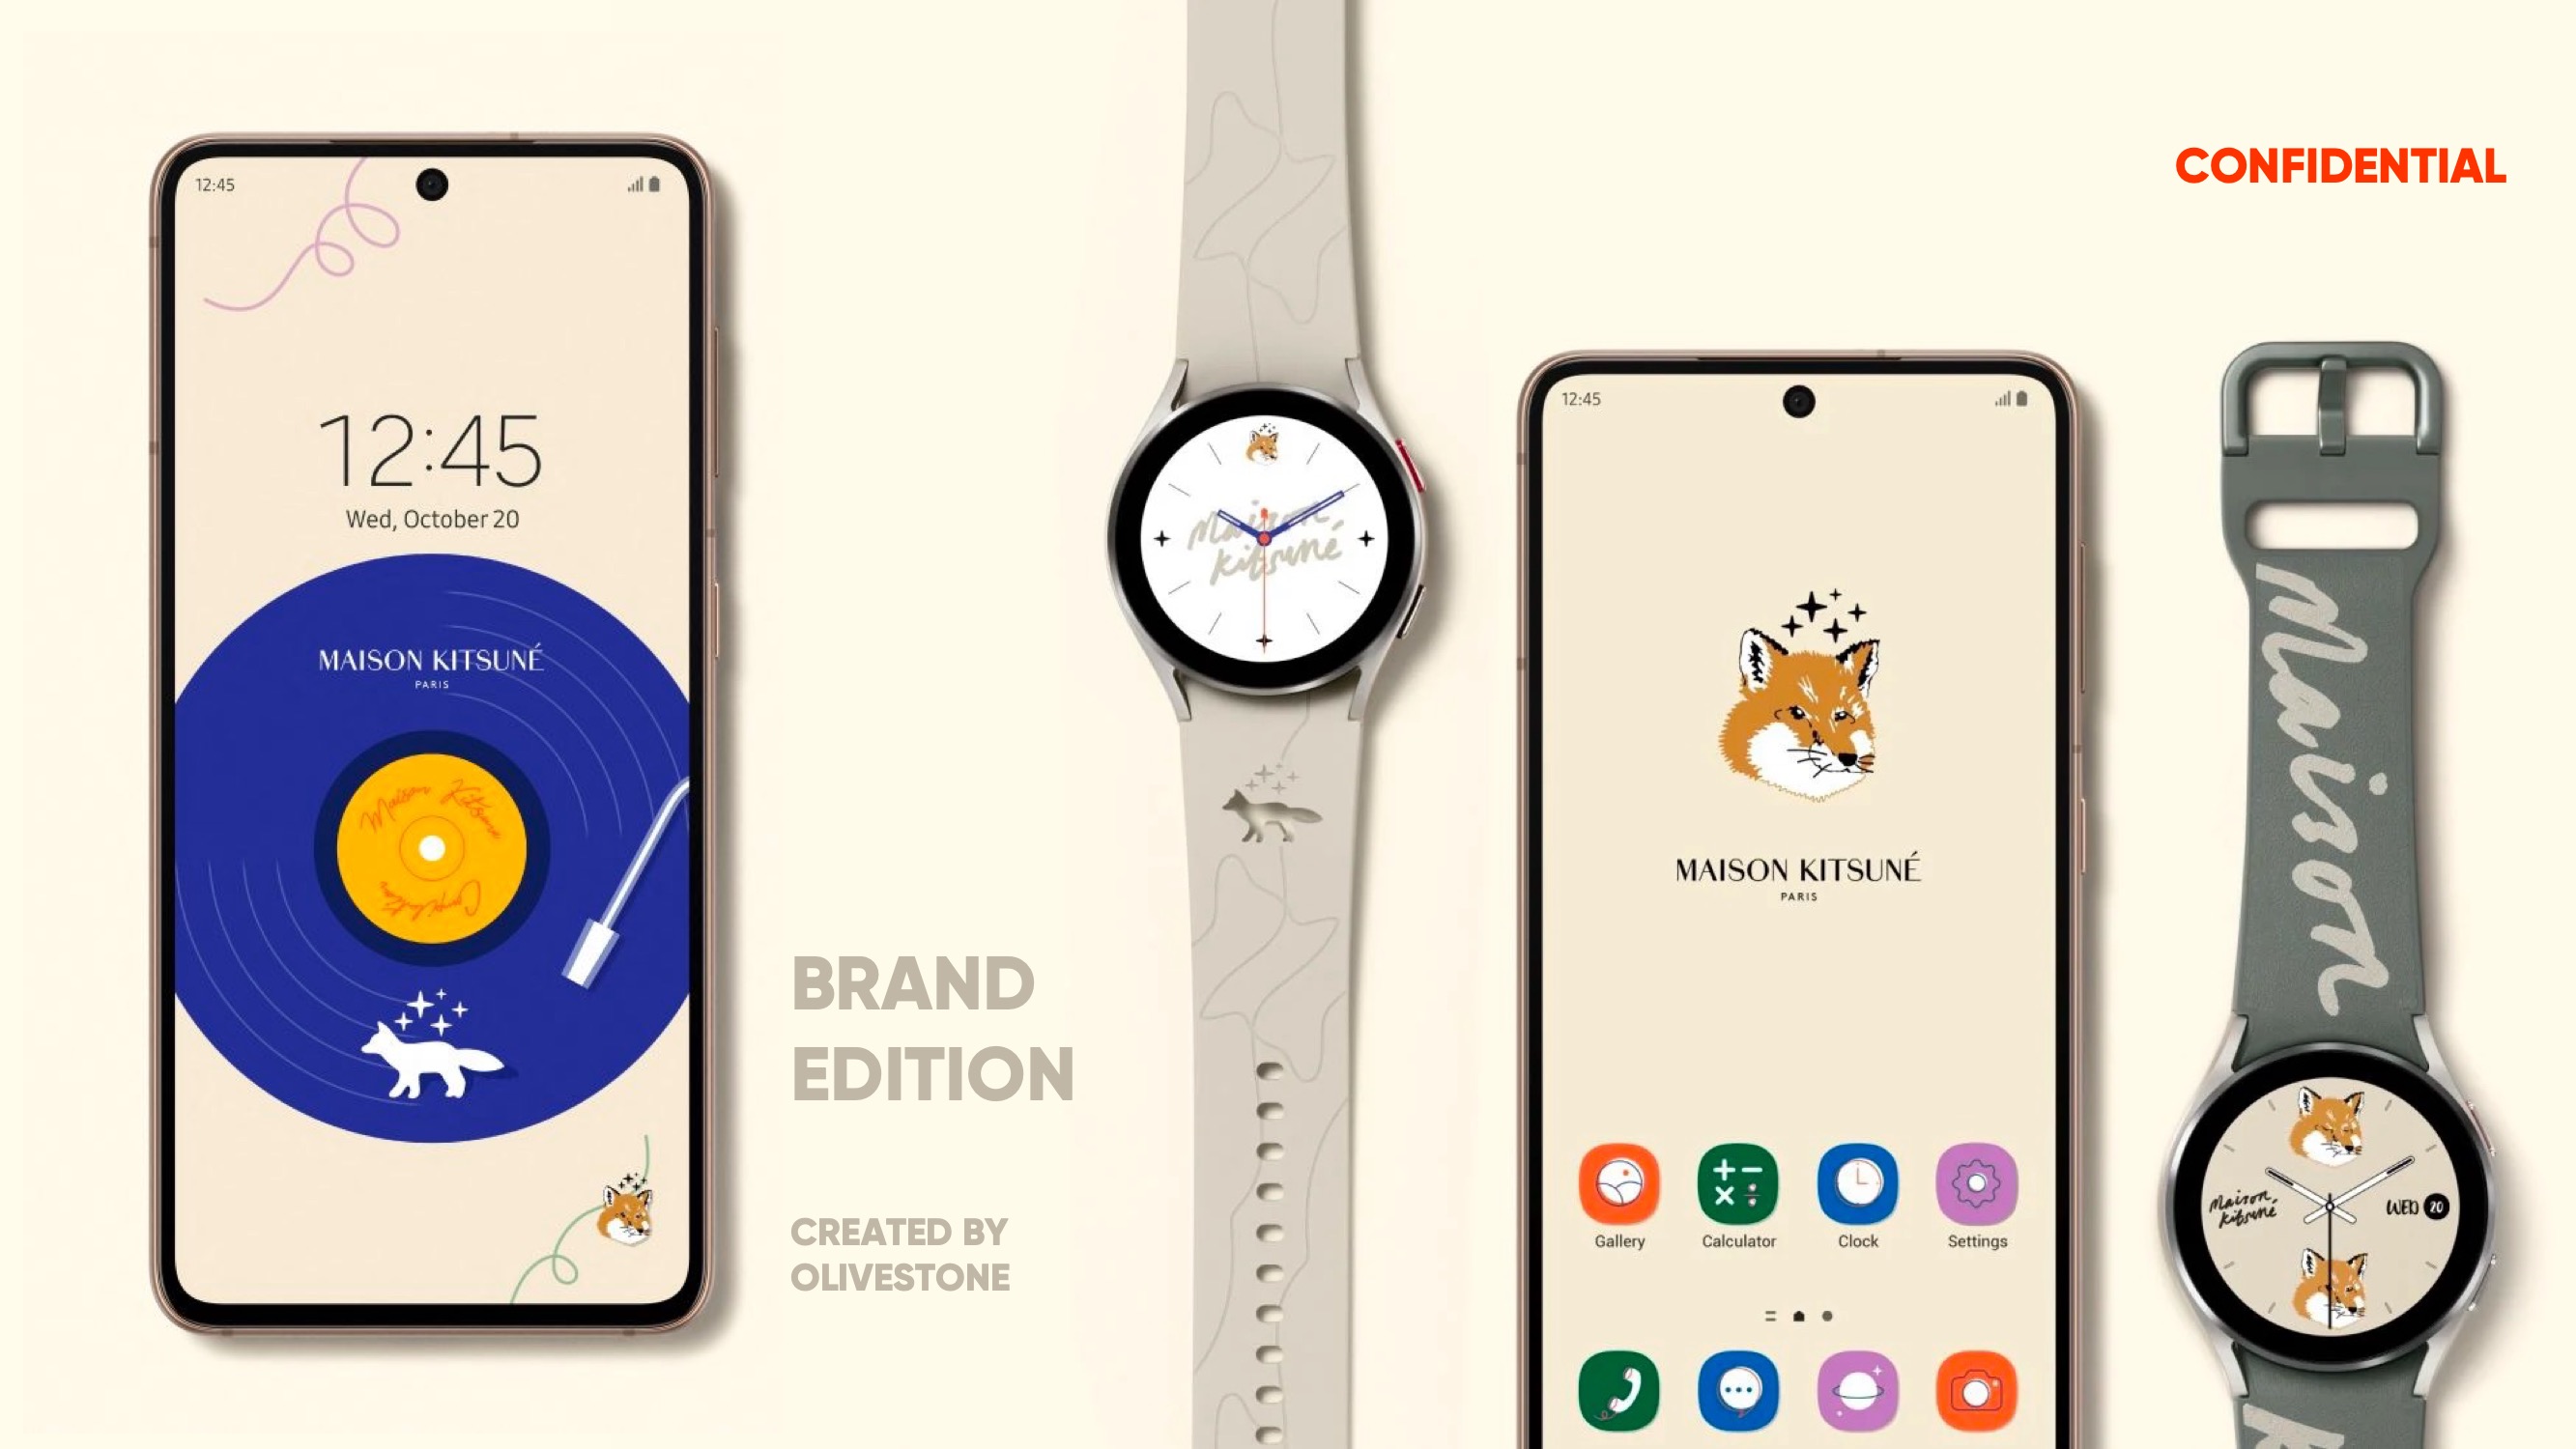 CONFIDENTIAL
12:45
12:45
Wed, October 20
MAISON KITSUNÉ
PARIS
Maison Kitsuné
Compilation
BRAND
EDITION
CREATED BY
OLIVESTONE
Maison
kitsuné
12:45
MAISON KITSUNÉ
PARIS
Gallery
Calculator
Clock
Settings
Maison
Maison
kitsuné
WED 20